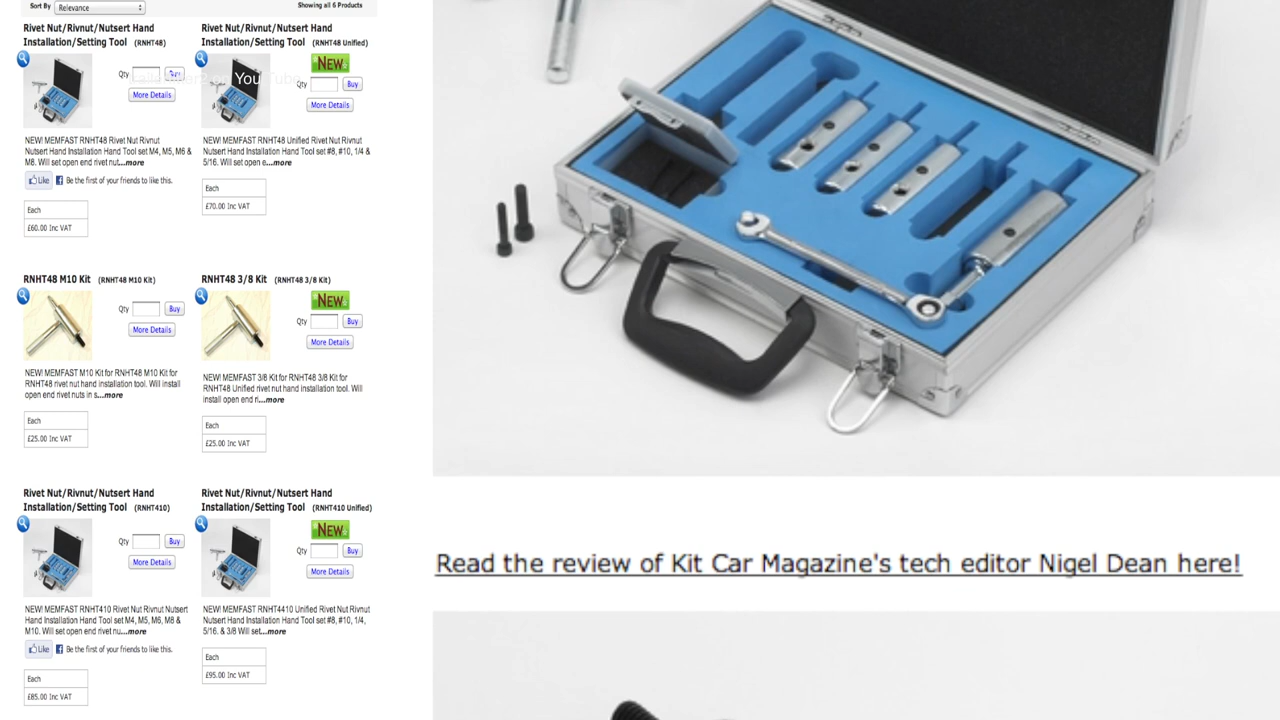 Sort By Relevance
Showing all 6 Products
Rivet Nut/Rivnut/Nutsert Hand
Installation/Setting Tool (RNHT48)
Qty Buy
More Details
NEW! MEMFAST RNHT48 Rivet Nut Rivnut
Nutsert Hand Installation Hand Tool set M4, M5, M6 &
M8. Will set open end rivet nut...more
Like Be the first of your friends to like this.
Each
£60.00 Inc VAT
Rivet Nut/Rivnut/Nutsert Hand
Installation/Setting Tool (RNHT48 Unified)
NEW
Qty Buy
More Details
NEW! MEMFAST RNHT48 Unified Rivet Nut Rivnut
Nutsert Hand Installation Hand Tool set #8, #10, 1/4 &
5/16. Will set open e...more
Each
£70.00 Inc VAT
on YouTube
RNHT48 M10 Kit (RNHT48 M10 Kit)
Qty Buy
More Details
NEW! MEMFAST M10 Kit for RNHT48 M10 Kit for
RNHT48 rivet nut hand installation tool. Will install
open end rivet nuts in s...more
Each
£25.00 Inc VAT
RNHT48 3/8 Kit (RNHT48 3/8 Kit)
NEW
Qty Buy
More Details
NEW! MEMFAST 3/8 Kit for RNHT48 3/8 Kit for
RNHT48 Unified rivet nut hand installation tool. Will
install open end ri...more
Each
£25.00 Inc VAT
Rivet Nut/Rivnut/Nutsert Hand
Installation/Setting Tool (RNHT410)
Qty Buy
More Details
NEW! MEMFAST RNHT410 Rivet Nut Rivnut Nutsert
Hand Installation Hand Tool set M4, M5, M6, M8 &
M10. Will set open end rivet nu...more
Like Be the first of your friends to like this.
Each
£85.00 Inc VAT
Rivet Nut/Rivnut/Nutsert Hand
Installation/Setting Tool (RNHT410 Unified)
NEW
Qty Buy
More Details
NEW! MEMFAST RNHT4410 Unified Rivet Nut Rivnut
Nutsert Hand Installation Hand Tool set #8, #10, 1/4,
5/16. & 3/8 Will set...more
Each
£95.00 Inc VAT
Read the review of Kit Car Magazine's tech editor Nigel Dean here!